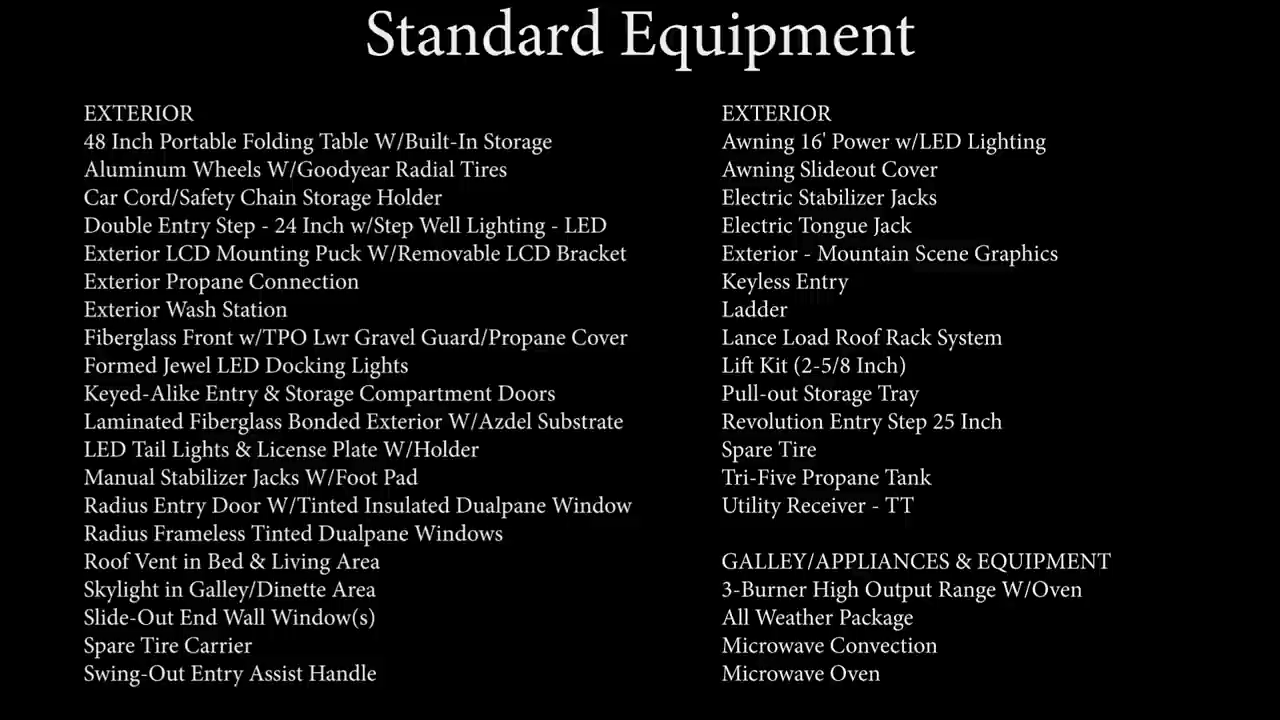 Standard Equipment
EXTERIOR
48 Inch Portable Folding Table W/Built-In Storage
Aluminum Wheels W/Goodyear Radial Tires
Car Cord/Safety Chain Storage Holder
Double Entry Step - 24 Inch w/Step Well Lighting - LED
Exterior LCD Mounting Puck W/Removable LCD Bracket
Exterior Propane Connection
Exterior Wash Station
Fiberglass Front w/TPO Lwr Gravel Guard/Propane Cover
Formed Jewel LED Docking Lights
Keyed-Alike Entry & Storage Compartment Doors
Laminated Fiberglass Bonded Exterior W/Azdel Substrate
LED Tail Lights & License Plate W/Holder
Manual Stabilizer Jacks W/Foot Pad
Radius Entry Door W/Tinted Insulated Dualpane Window
Radius Frameless Tinted Dualpane Windows
Roof Vent in Bed & Living Area
Skylight in Galley/Dinette Area
Slide-Out End Wall Window(s)
Spare Tire Carrier
Swing-Out Entry Assist Handle
EXTERIOR
Awning 16' Power w/LED Lighting
Awning Slideout Cover
Electric Stabilizer Jacks
Electric Tongue Jack
Exterior - Mountain Scene Graphics
Keyless Entry
Ladder
Lance Load Roof Rack System
Lift Kit (2-5/8 Inch)
Pull-out Storage Tray
Revolution Entry Step 25 Inch
Spare Tire
Tri-Five Propane Tank
Utility Receiver - TT
GALLEY/APPLIANCES & EQUIPMENT
3-Burner High Output Range W/Oven
All Weather Package
Microwave Convection
Microwave Oven